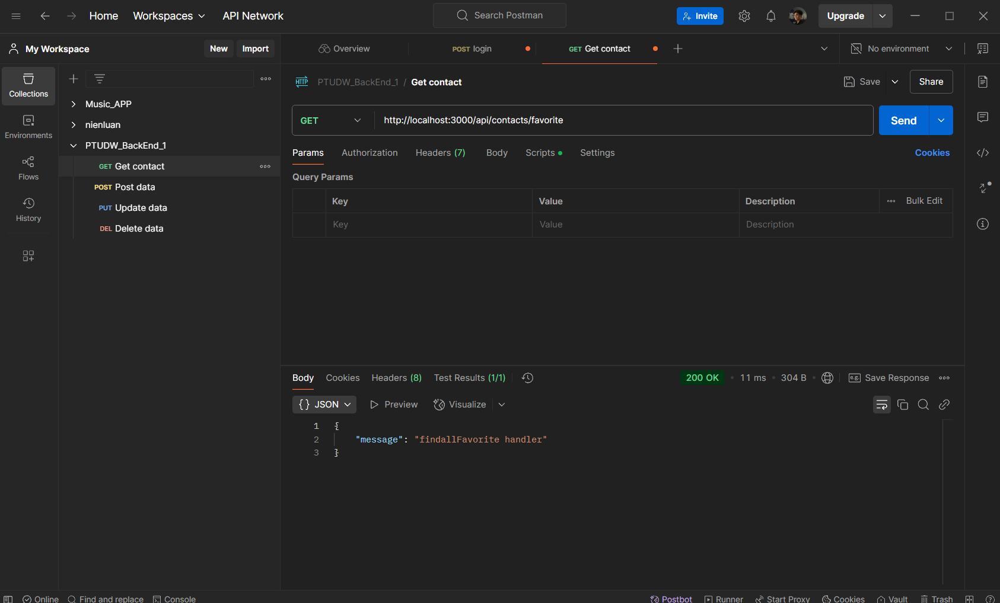 Home Workspaces API Network Search Postman Invite Upgrade
My Workspace New Import Overview POST login GET Get contact No environment
Collections
Environments
Flows
History
Music_APP
nienluan
PTUDW_BackEnd_1
GET Get contact
POST Post data
PUT Update data
DEL Delete data
HTTP PTUDW_BackEnd_1 / Get contact Save Share
GET http://localhost:3000/api/contacts/favorite Send
Params Authorization Headers (7) Body Scripts Settings Cookies
Query Params
Key Value Description Bulk Edit
Key Value Description
Body Cookies Headers (8) Test Results (1/1) 200 OK 11 ms 304 B e.g. Save Response
{} JSON Preview Visualize
1 {
2 "message": "findallFavorite handler"
3 }
Online Find and replace Console Postbot Runner Start Proxy Cookies Vault Trash